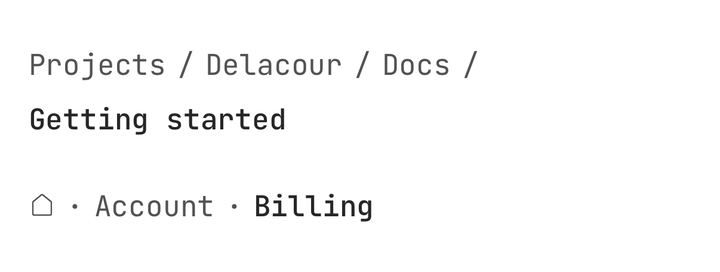 Projects / Delacour / Docs /
Getting started
· Account · Billing